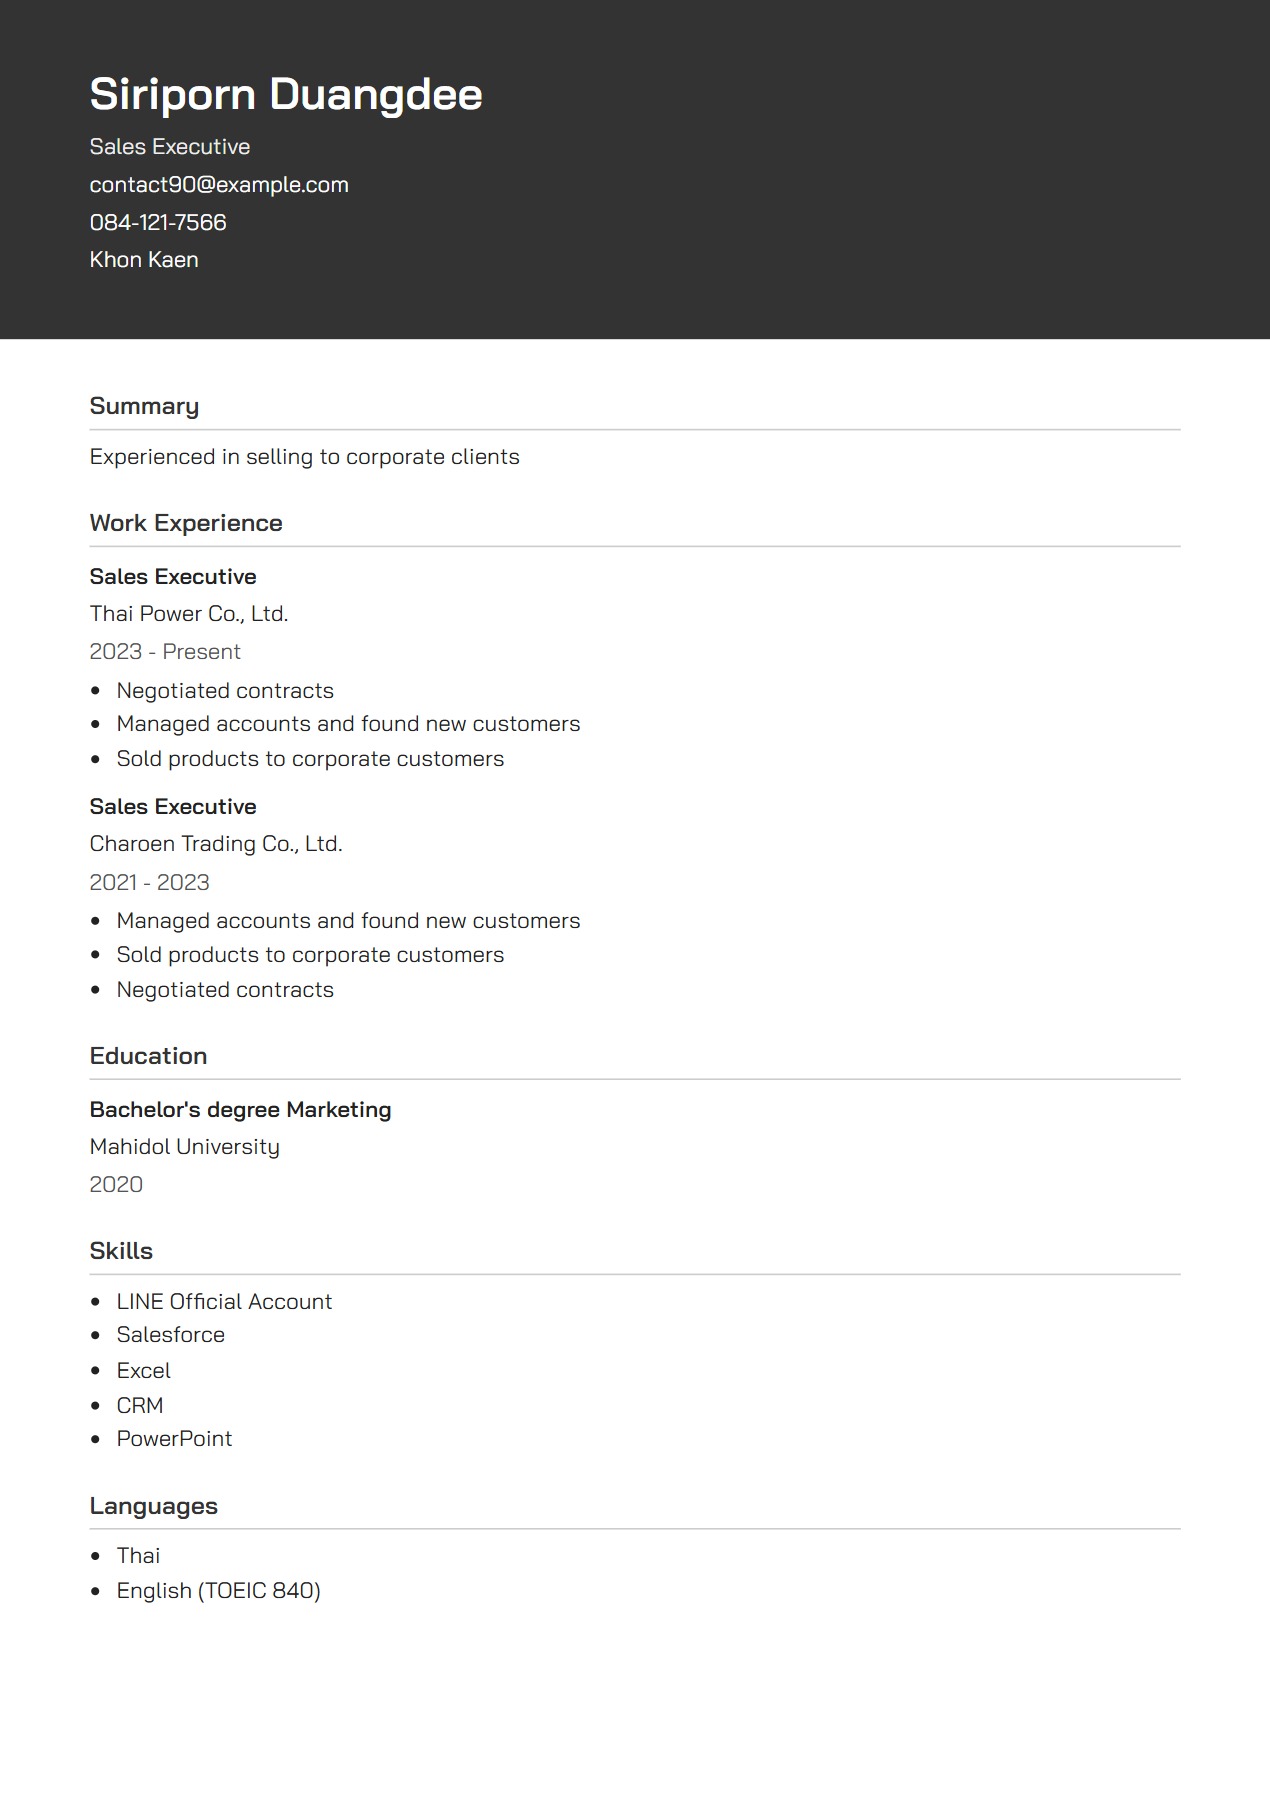 Siriporn Duangdee
Sales Executive
contact90@example.com
084-121-7566
Khon Kaen
Summary
Experienced in selling to corporate clients
Work Experience
Sales Executive
Thai Power Co., Ltd.
2023 - Present
• Negotiated contracts
• Managed accounts and found new customers
• Sold products to corporate customers
Sales Executive
Charoen Trading Co., Ltd.
2021 - 2023
• Managed accounts and found new customers
• Sold products to corporate customers
• Negotiated contracts
Education
Bachelor's degree Marketing
Mahidol University
2020
Skills
• LINE Official Account
• Salesforce
• Excel
• CRM
• PowerPoint
Languages
• Thai
• English (TOEIC 840)